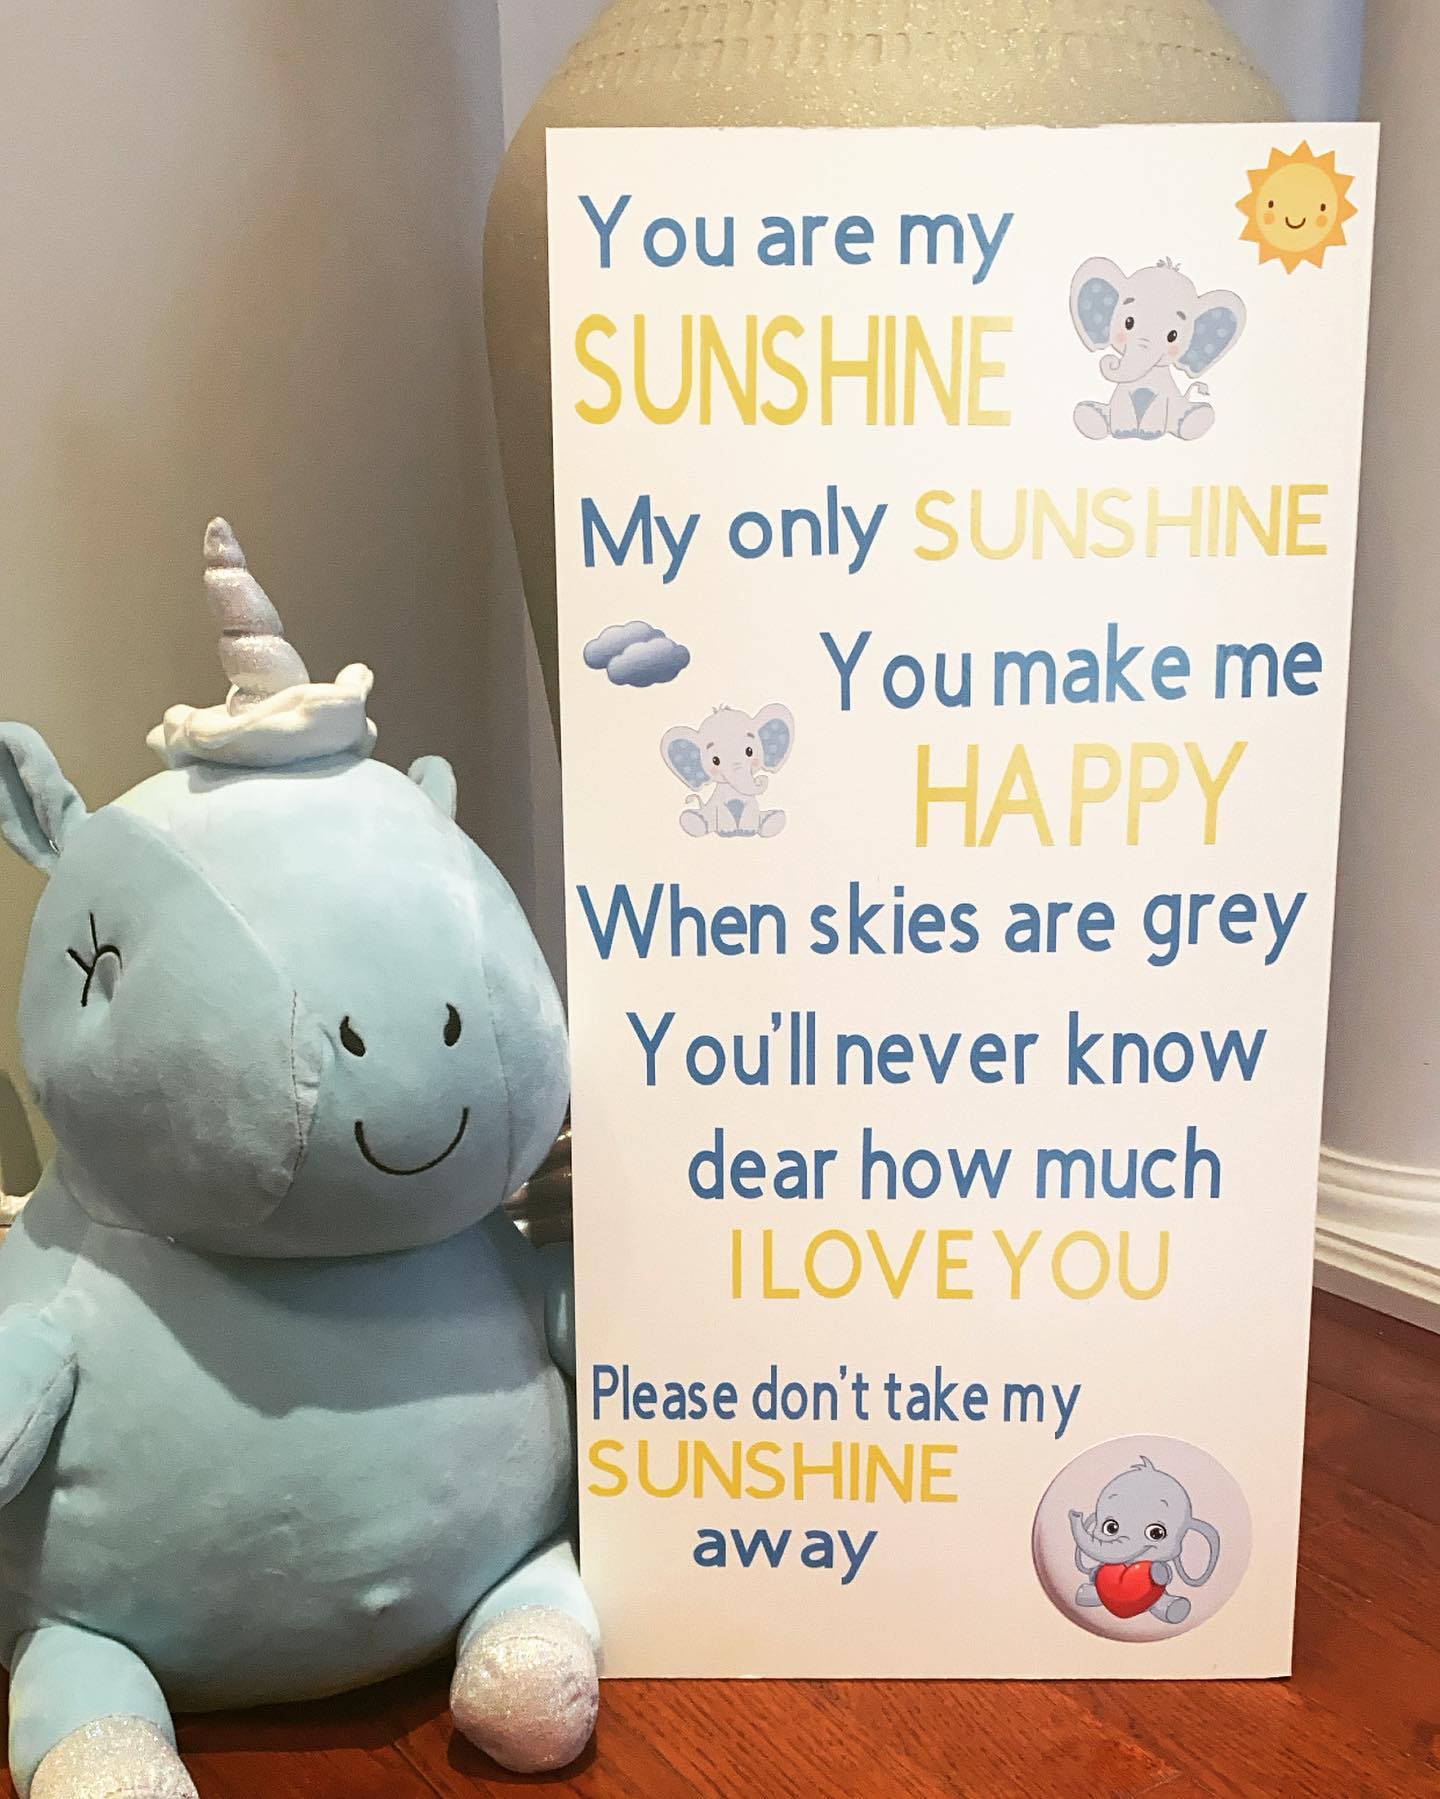 You are my
SUNSHINE
My only SUNSHINE
You make me
HAPPY
When skies are grey
You'll never know
dear how much
I LOVE YOU
Please don't take my
SUNSHINE
away